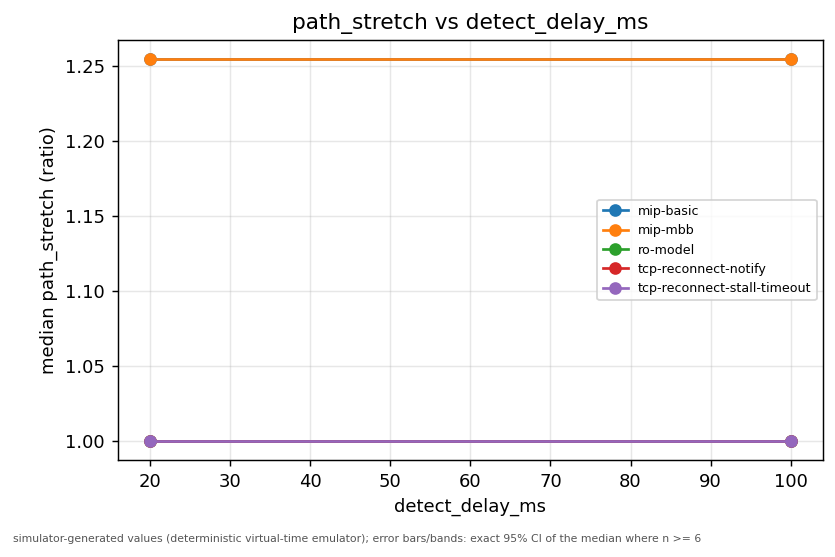 path_stretch vs detect_delay_ms
median path_stretch (ratio)
1.25
1.20
1.15
1.10
1.05
1.00
mip-basic
mip-mbb
ro-model
tcp-reconnect-notify
tcp-reconnect-stall-timeout
20 30 40 50 60 70 80 90 100
detect_delay_ms
simulator-generated values (deterministic virtual-time emulator); error bars/bands: exact 95% CI of the median where n >= 6